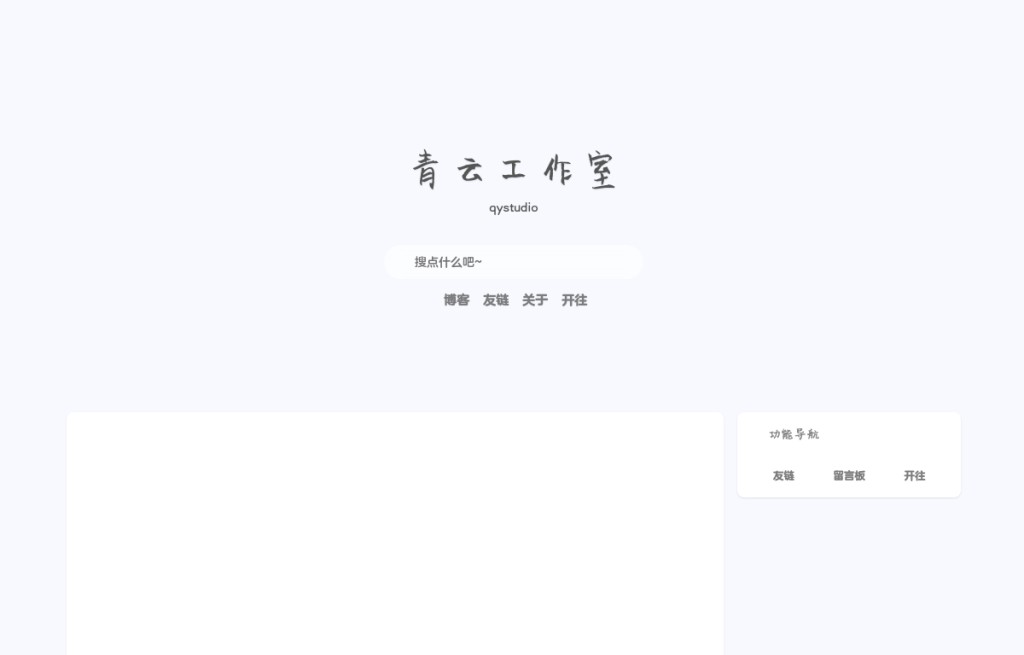 青云工作室
qystudio
搜点什么吧~
博客 友链 关于 开往
功能导航
友链 留言板 开往